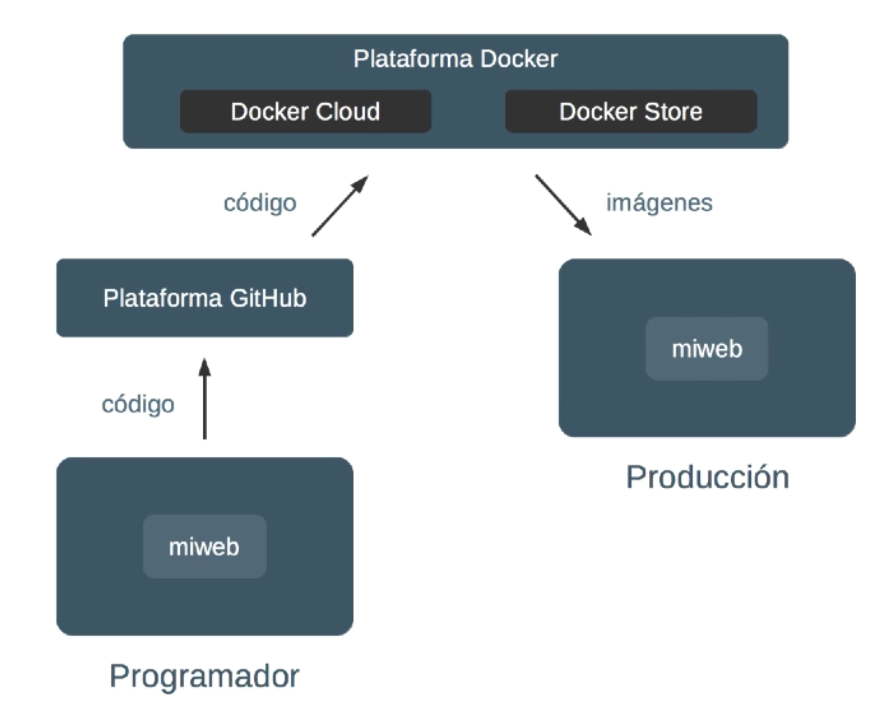 Plataforma Docker
Docker Cloud
Docker Store
código
imágenes
Plataforma GitHub
miweb
código
Producción
miweb
Programador